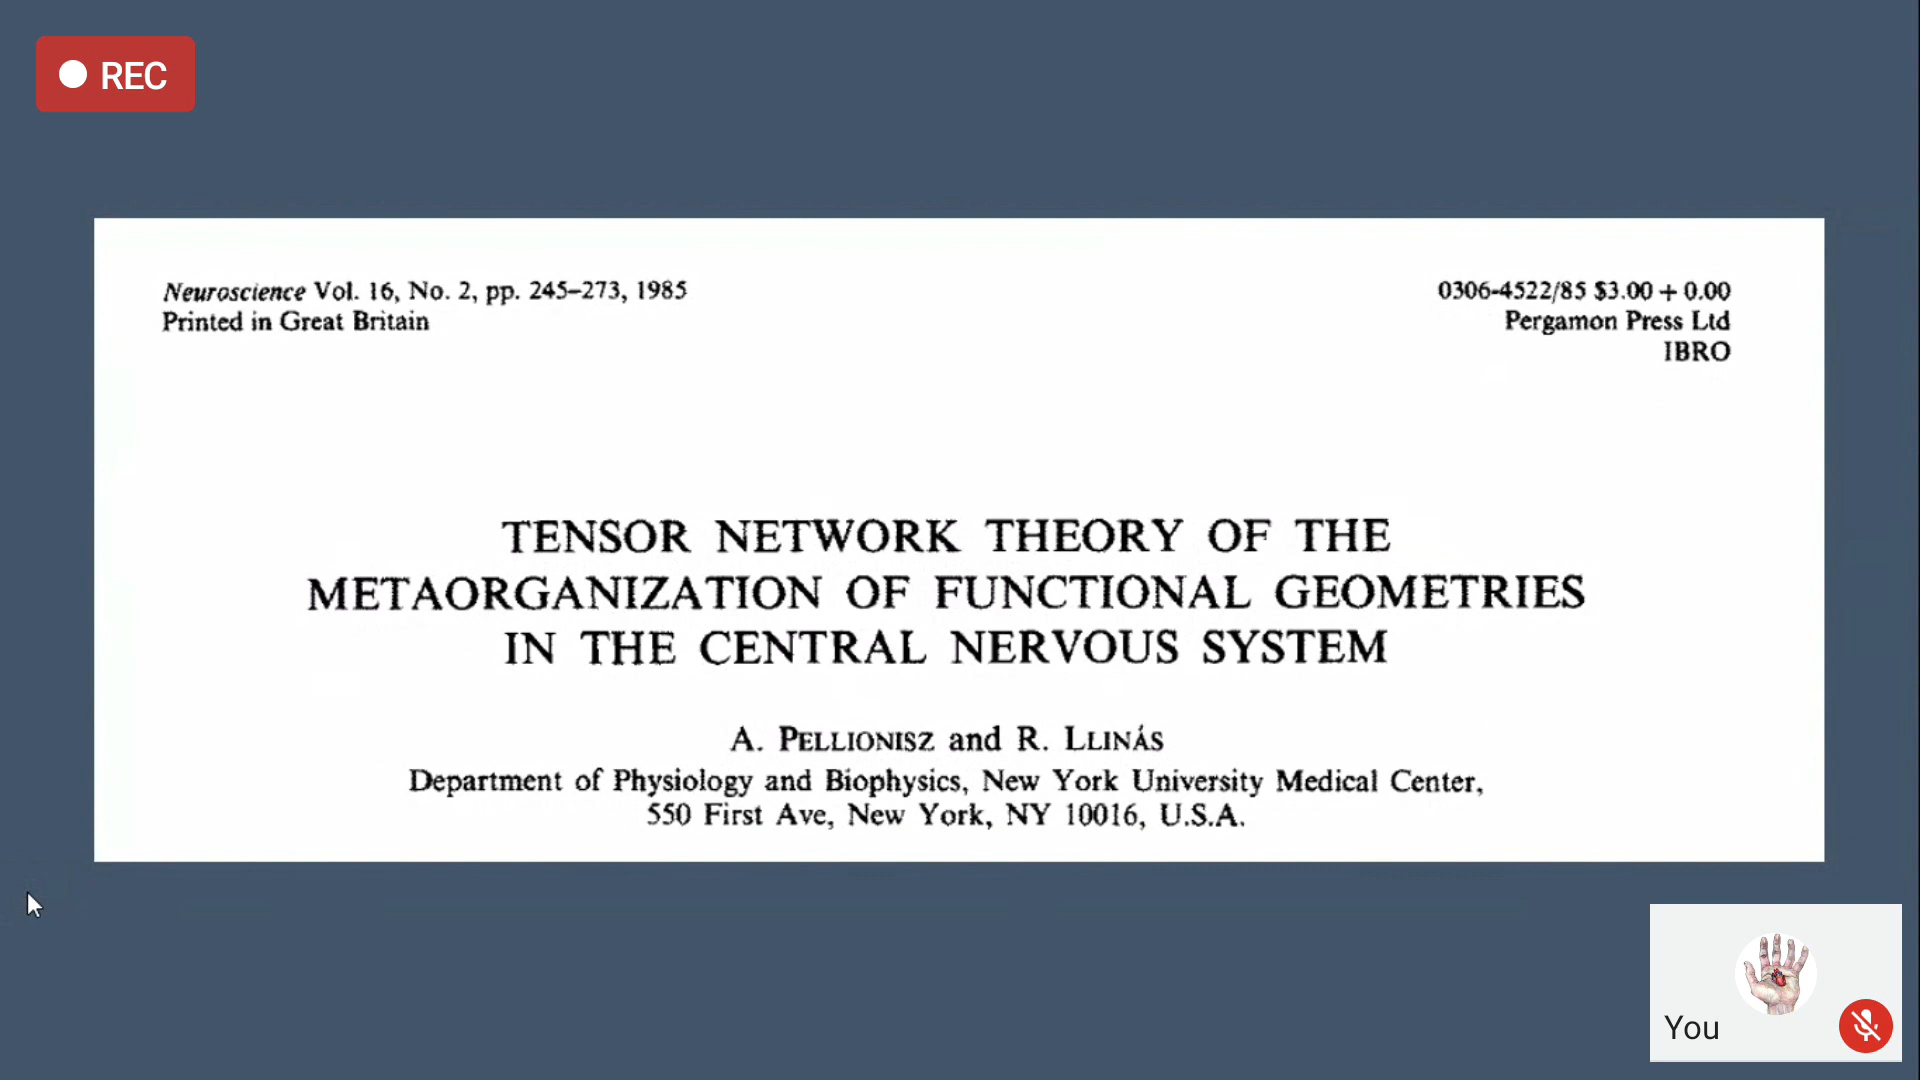 REC
Neuroscience Vol. 16, No. 2, pp. 245–273, 1985
Printed in Great Britain
0306-4522/85 $3.00 + 0.00
Pergamon Press Ltd
IBRO
TENSOR NETWORK THEORY OF THE
METAORGANIZATION OF FUNCTIONAL GEOMETRIES
IN THE CENTRAL NERVOUS SYSTEM
A. PELLIONISZ and R. LLINÁS
Department of Physiology and Biophysics, New York University Medical Center,
550 First Ave, New York, NY 10016, U.S.A.
You